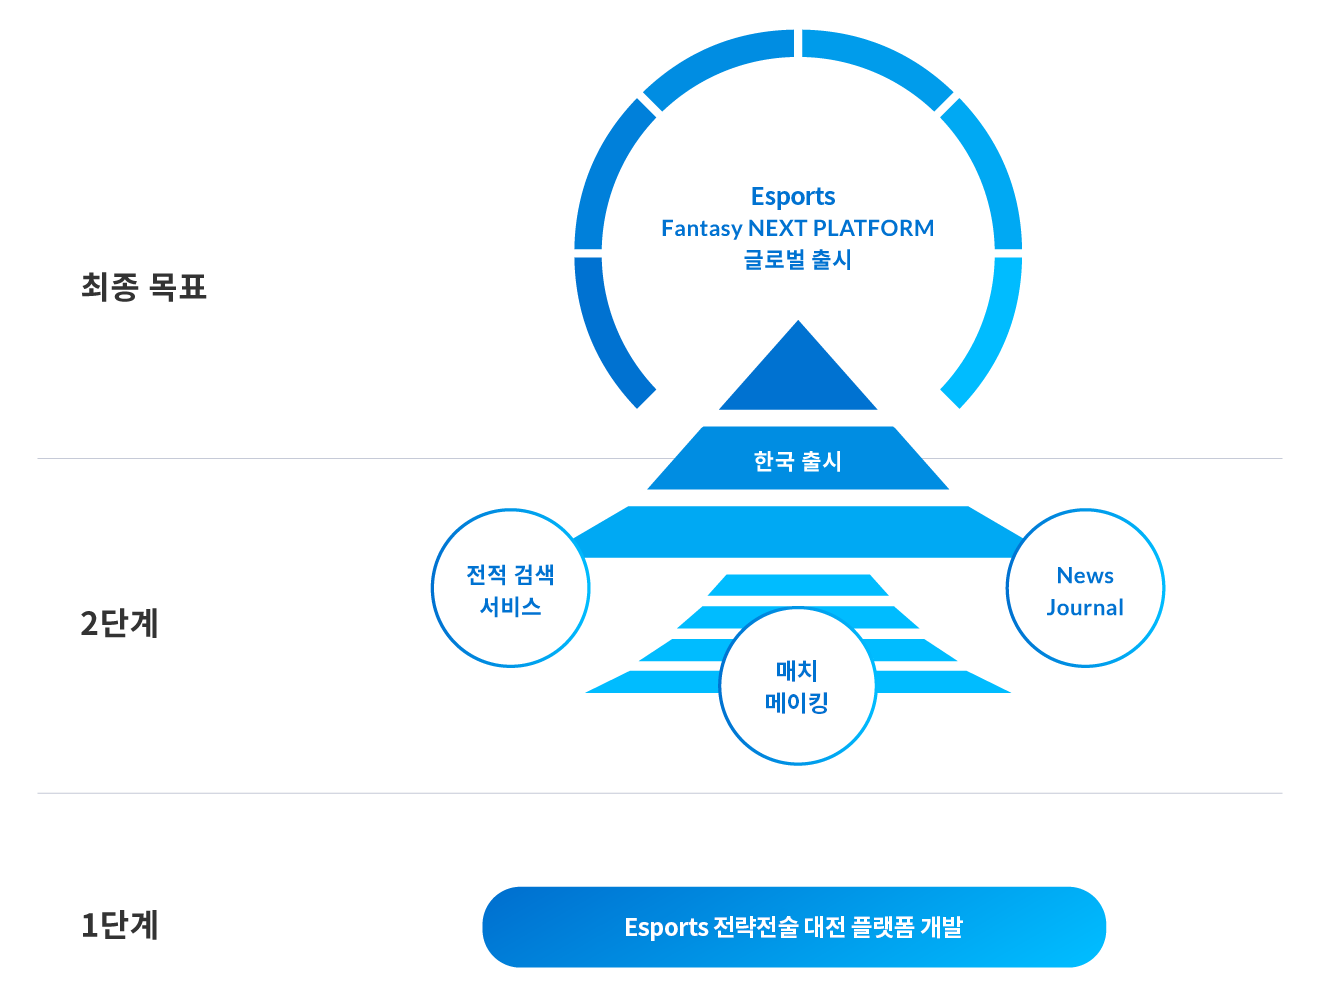 최종 목표
Esports
Fantasy NEXT PLATFORM
글로벌 출시
한국 출시
2단계
전적 검색
서비스
News
Journal
매치
메이킹
1단계
Esports 전략전술 대전 플랫폼 개발